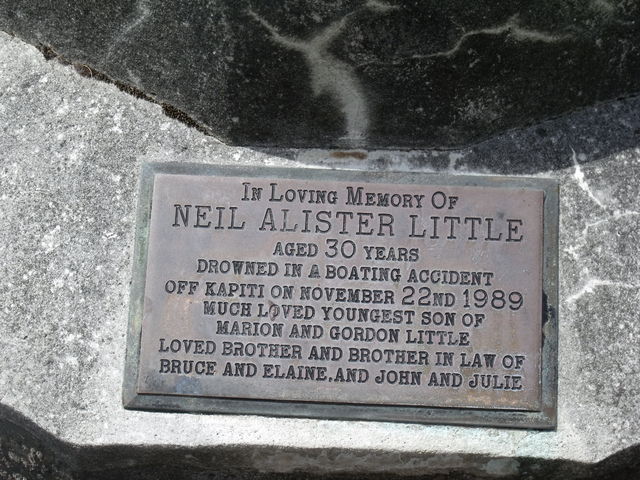 In Loving Memory Of
NEIL ALISTER LITTLE
AGED 30 YEARS
DROWNED IN A BOATING ACCIDENT
OFF KAPITI ON NOVEMBER 22ND 1989
MUCH LOVED YOUNGEST SON OF
MARION AND GORDON LITTLE
LOVED BROTHER AND BROTHER IN LAW OF
BRUCE AND ELAINE, AND JOHN AND JULIE